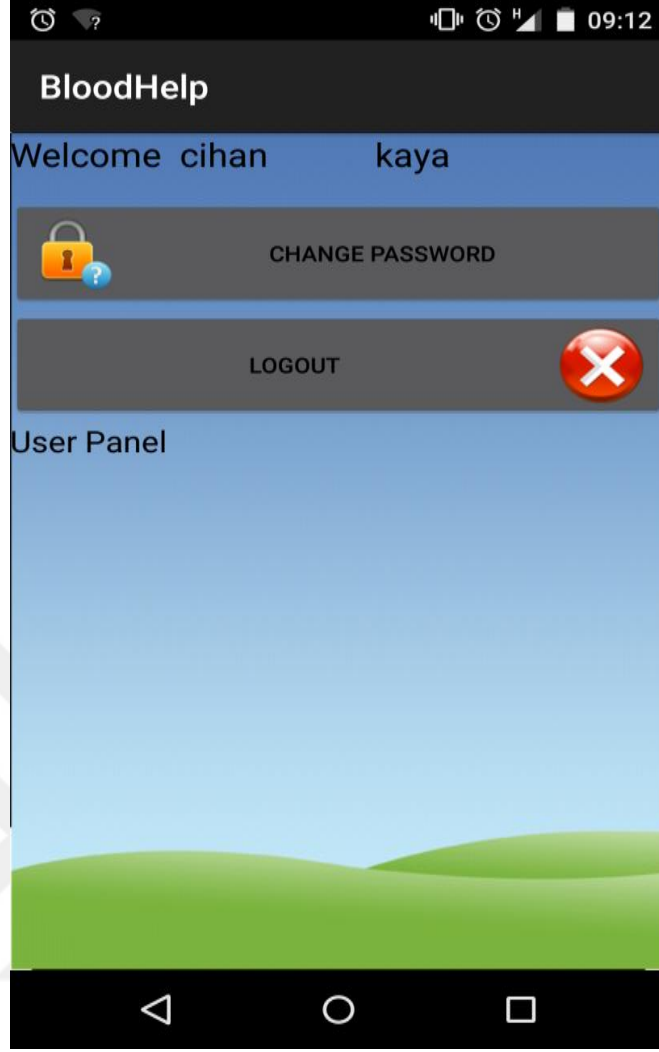 ? H 09:12
BloodHelp
Welcome cihan kaya
? CHANGE PASSWORD
LOGOUT
User Panel